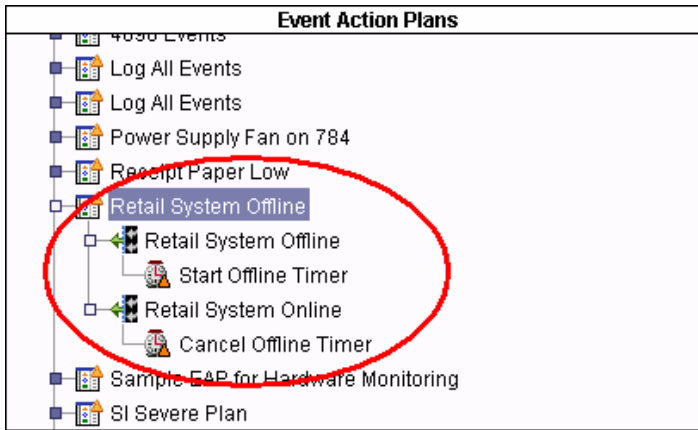 Event Action Plans
4690 Events
Log All Events
Log All Events
Power Supply Fan on 784
Receipt Paper Low
Retail System Offline
Retail System Offline
Start Offline Timer
Retail System Online
Cancel Offline Timer
Sample EAP for Hardware Monitoring
SI Severe Plan